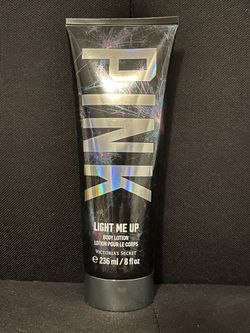 PINK
LIGHT ME UP
BODY LOTION
LOTION POUR LE CORPS
VICTORIA'S SECRET
℮ 236 ml / 8 fl oz